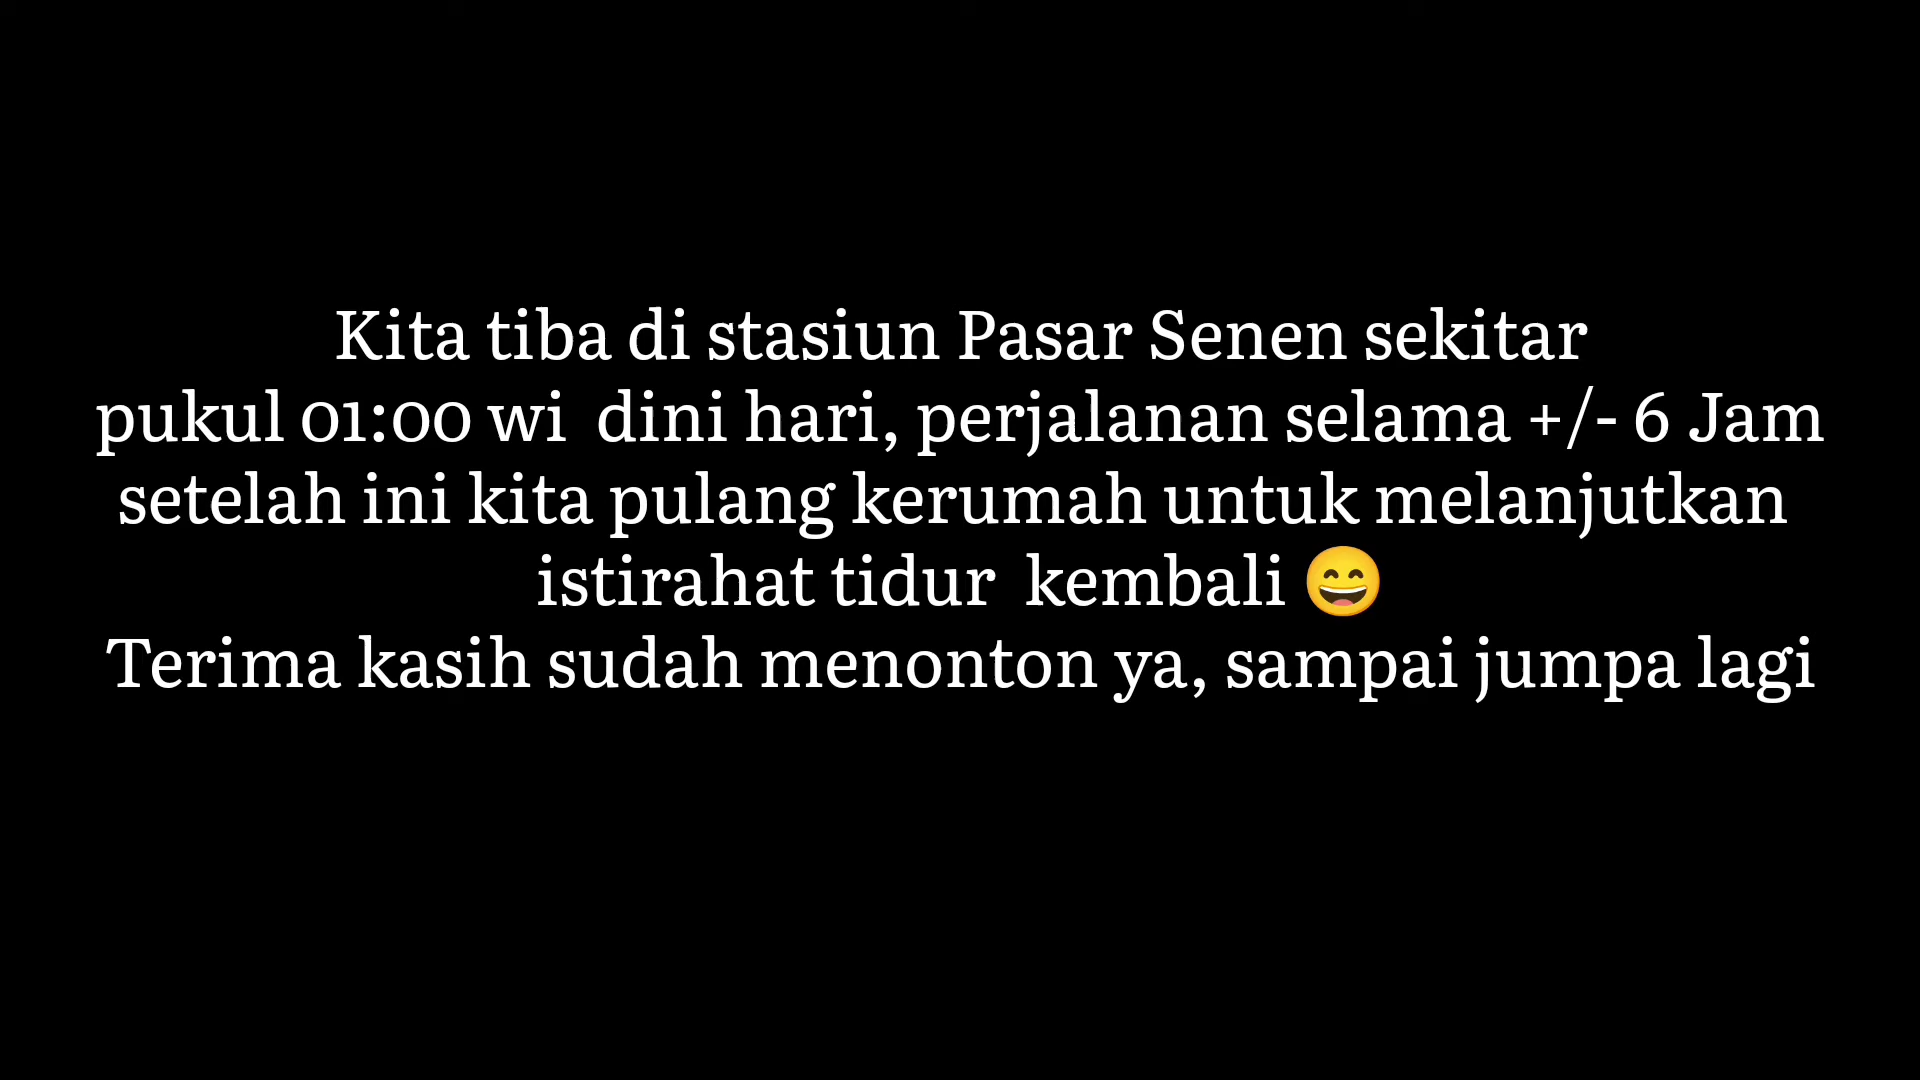 Kita tiba di stasiun Pasar Senen sekitar
pukul 01:00 wi  dini hari, perjalanan selama +/- 6 Jam
setelah ini kita pulang kerumah untuk melanjutkan
istirahat tidur  kembali 😄
Terima kasih sudah menonton ya, sampai jumpa lagi